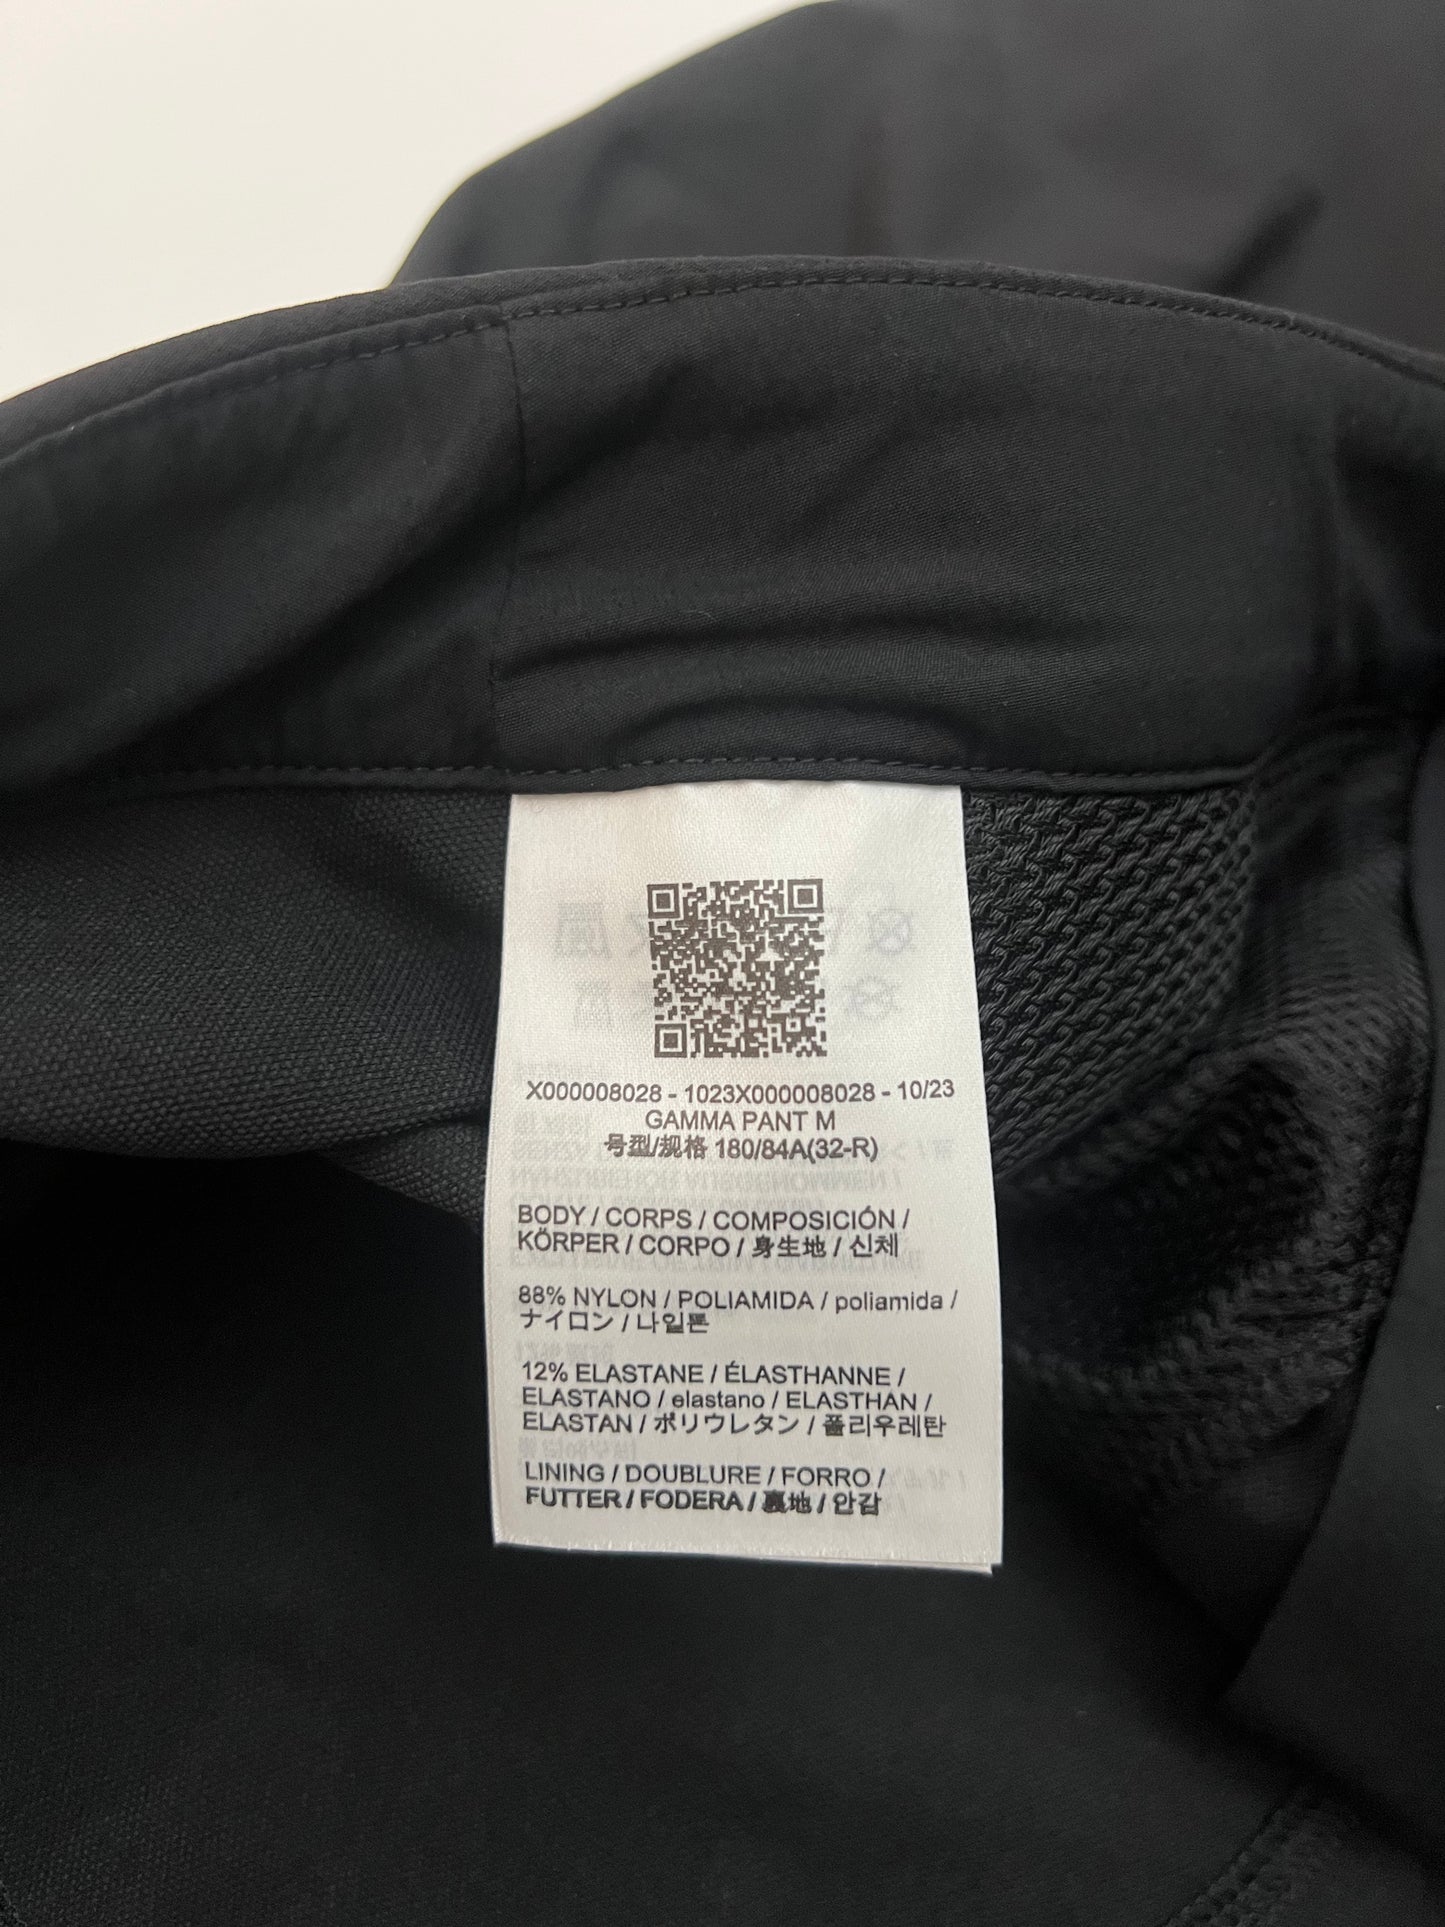 X000008028 - 1023X000008028 - 10/23
GAMMA PANT M
号型/规格 180/84A(32-R)
BODY / CORPS / COMPOSICIÓN /
KÖRPER / CORPO / 身生地 / 신체
88% NYLON / POLIAMIDA / poliamida /
ナイロン / 나일론
12% ELASTANE / ÉLASTHANNE /
ELASTANO / elastano / ELASTHAN /
ELASTAN / ポリウレタン / 폴리우레탄
LINING / DOUBLURE / FORRO /
FUTTER / FODERA / 裏地 / 안감